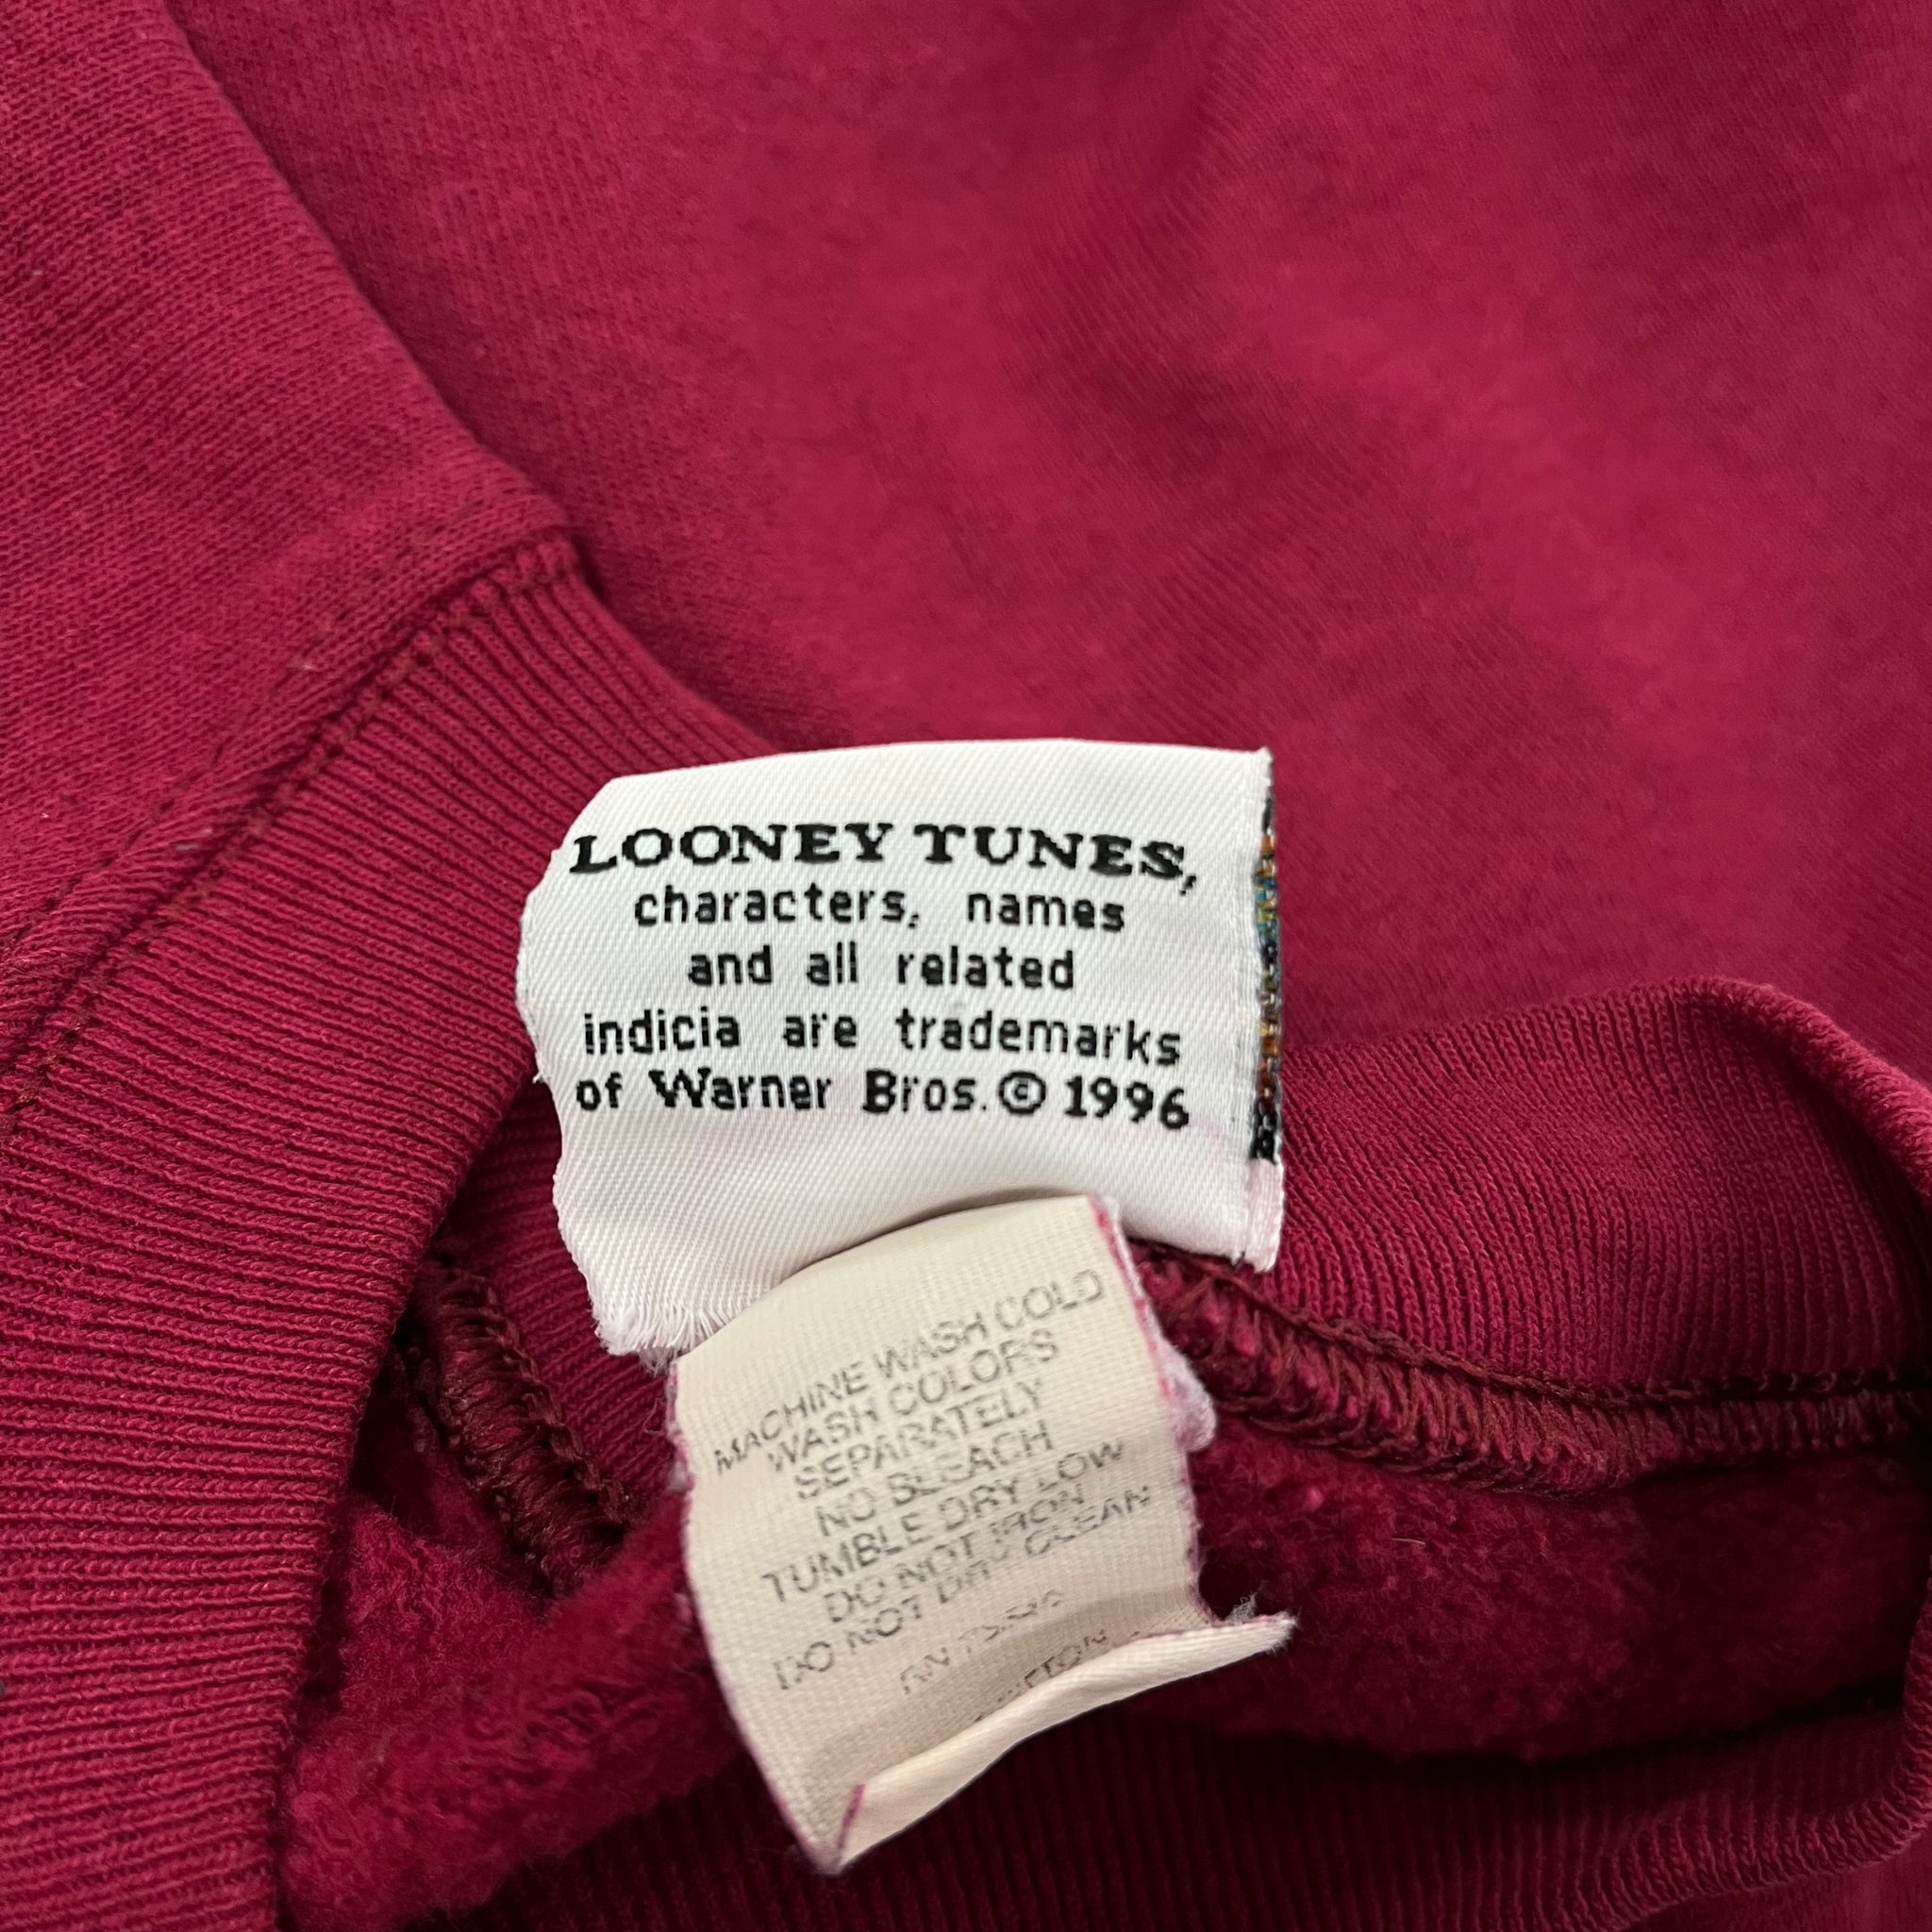 LOONEY TUNES,
characters, names
and all related
indicia are trademarks
of Warner Bros. © 1996
MACHINE WASH COLD
WASH COLORS
SEPARATELY
NO BLEACH
TUMBLE DRY LOW
DO NOT IRON
DO NOT DRY CLEAN
RN